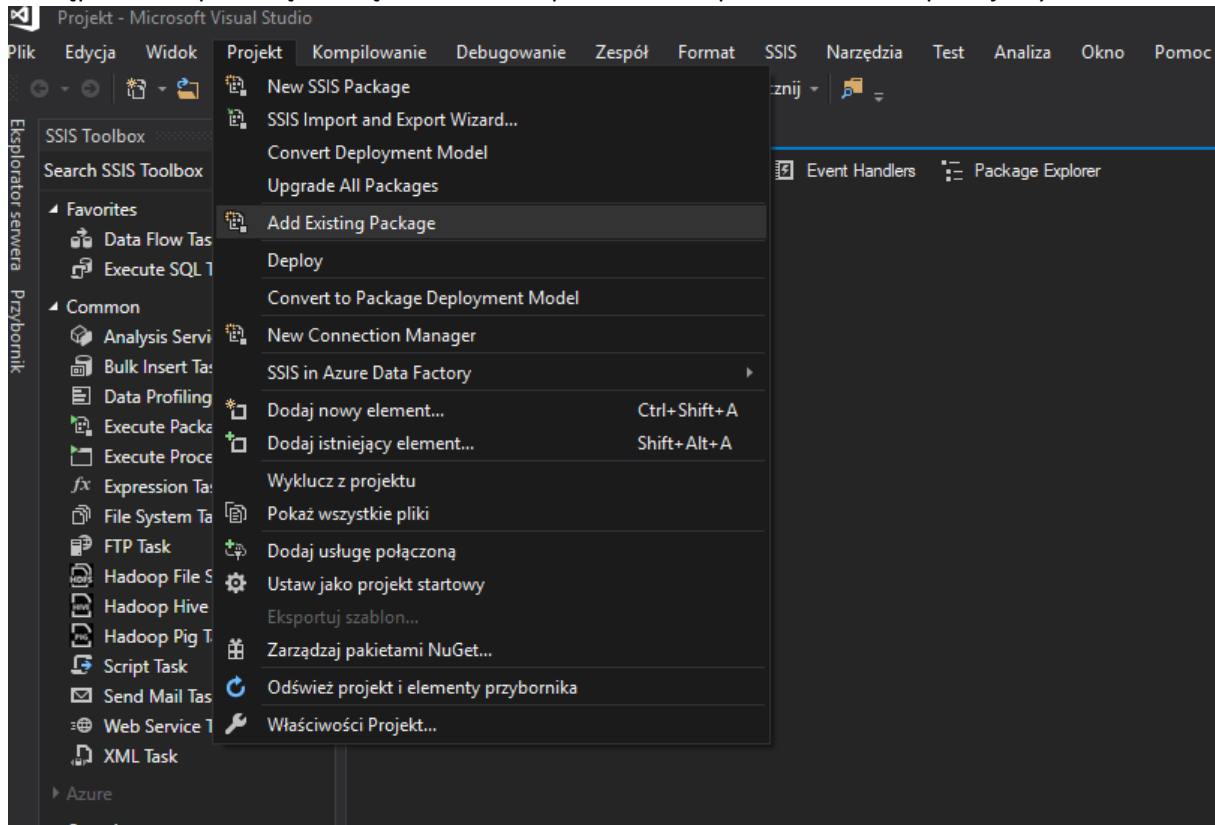 Projekt - Microsoft Visual Studio
Plik Edycja Widok Projekt Kompilowanie Debugowanie Zespół Format SSIS Narzędzia Test Analiza Okno Pomoc
Eksplorator serwera
Przybornik
SSIS Toolbox
Search SSIS Toolbox
Favorites
Data Flow Tas
Execute SQL T
Common
Analysis Servi
Bulk Insert Tas
Data Profiling
Execute Packa
Execute Proce
Expression Tas
File System Ta
FTP Task
Hadoop File S
Hadoop Hive
Hadoop Pig T
Script Task
Send Mail Tas
Web Service T
XML Task
Azure
New SSIS Package
SSIS Import and Export Wizard...
Convert Deployment Model
Upgrade All Packages
Add Existing Package
Deploy
Convert to Package Deployment Model
New Connection Manager
SSIS in Azure Data Factory
Dodaj nowy element... Ctrl+Shift+A
Dodaj istniejący element... Shift+Alt+A
Wyklucz z projektu
Pokaż wszystkie pliki
Dodaj usługę połączoną
Ustaw jako projekt startowy
Eksportuj szablon...
Zarządzaj pakietami NuGet...
Odśwież projekt i elementy przybornika
Właściwości Projekt...
cznij
Event Handlers Package Explorer